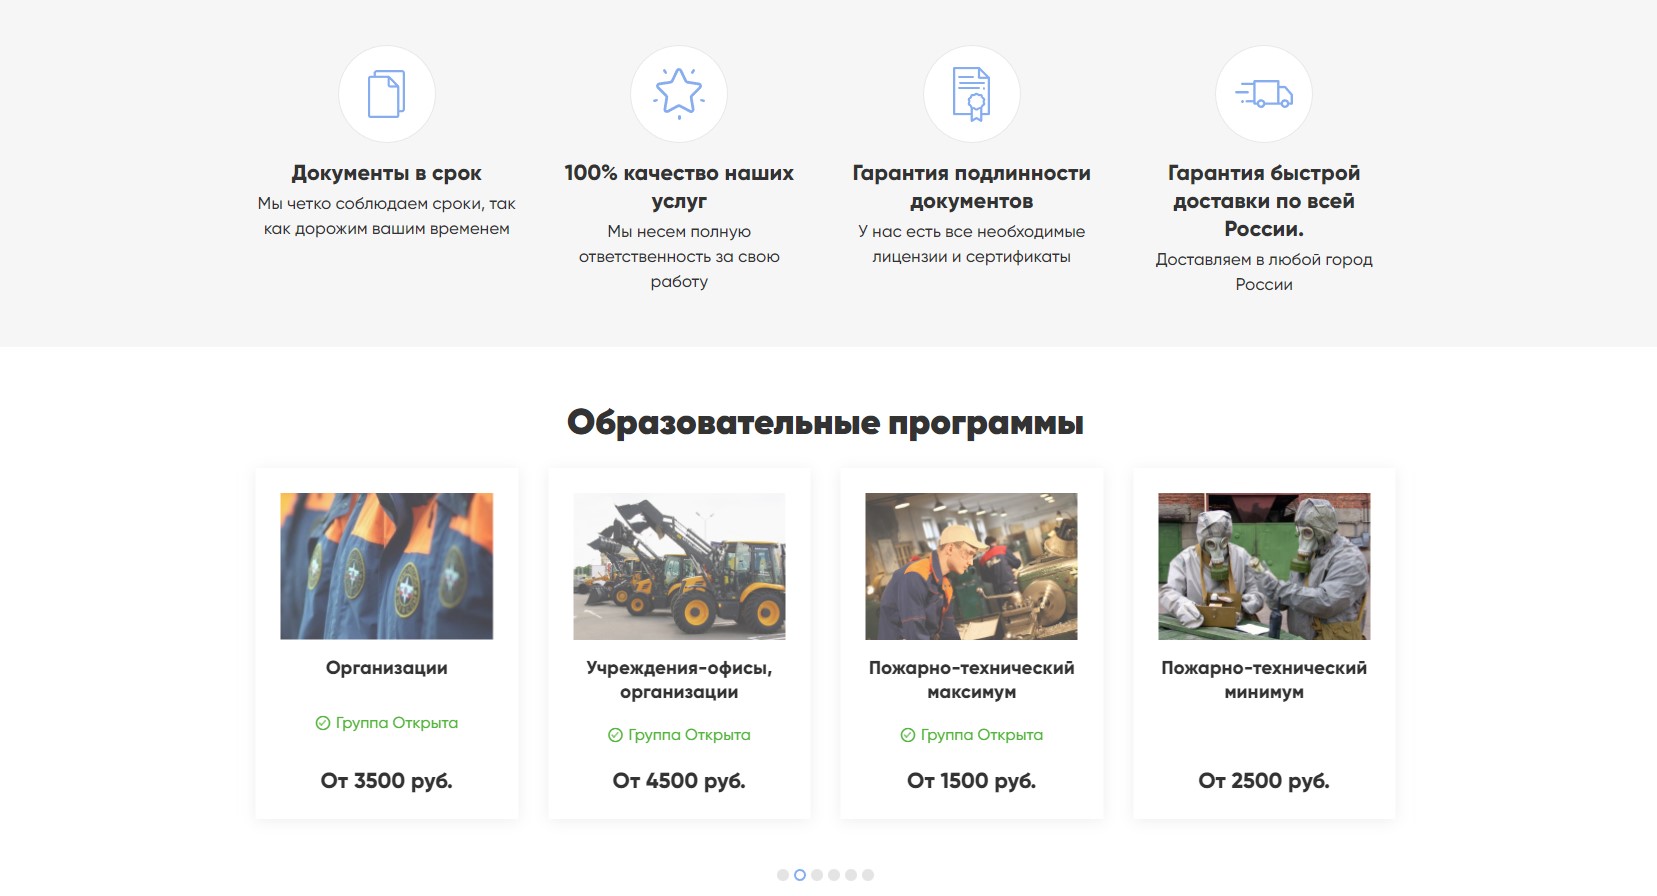 Документы в срок
Мы четко соблюдаем сроки, так
как дорожим вашим временем
100% качество наших
услуг
Мы несем полную
ответственность за свою
работу
Гарантия подлинности
документов
У нас есть все необходимые
лицензии и сертификаты
Гарантия быстрой
доставки по всей
России.
Доставляем в любой город
России
Образовательные программы
Организации
Группа Открыта
От 3500 руб.
Учреждения-офисы,
организации
Группа Открыта
От 4500 руб.
Пожарно-технический
максимум
Группа Открыта
От 1500 руб.
Пожарно-технический
минимум
От 2500 руб.